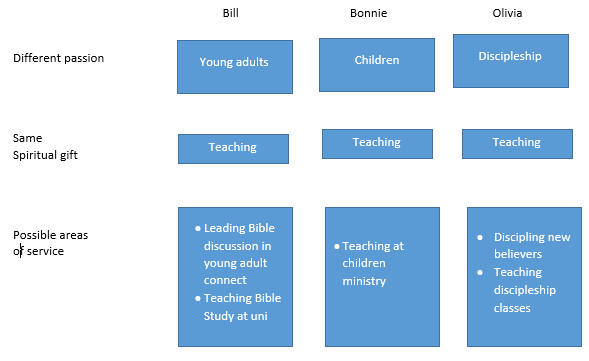 Bill Bonnie Olivia
Different passion Young adults Children Discipleship
Same
Spiritual gift Teaching Teaching Teaching
Possible areas
of service
● Leading Bible
discussion in
young adult
connect
● Teaching Bible
Study at uni
● Teaching at
children
ministry
● Discipling new
believers
● Teaching
discipleship
classes